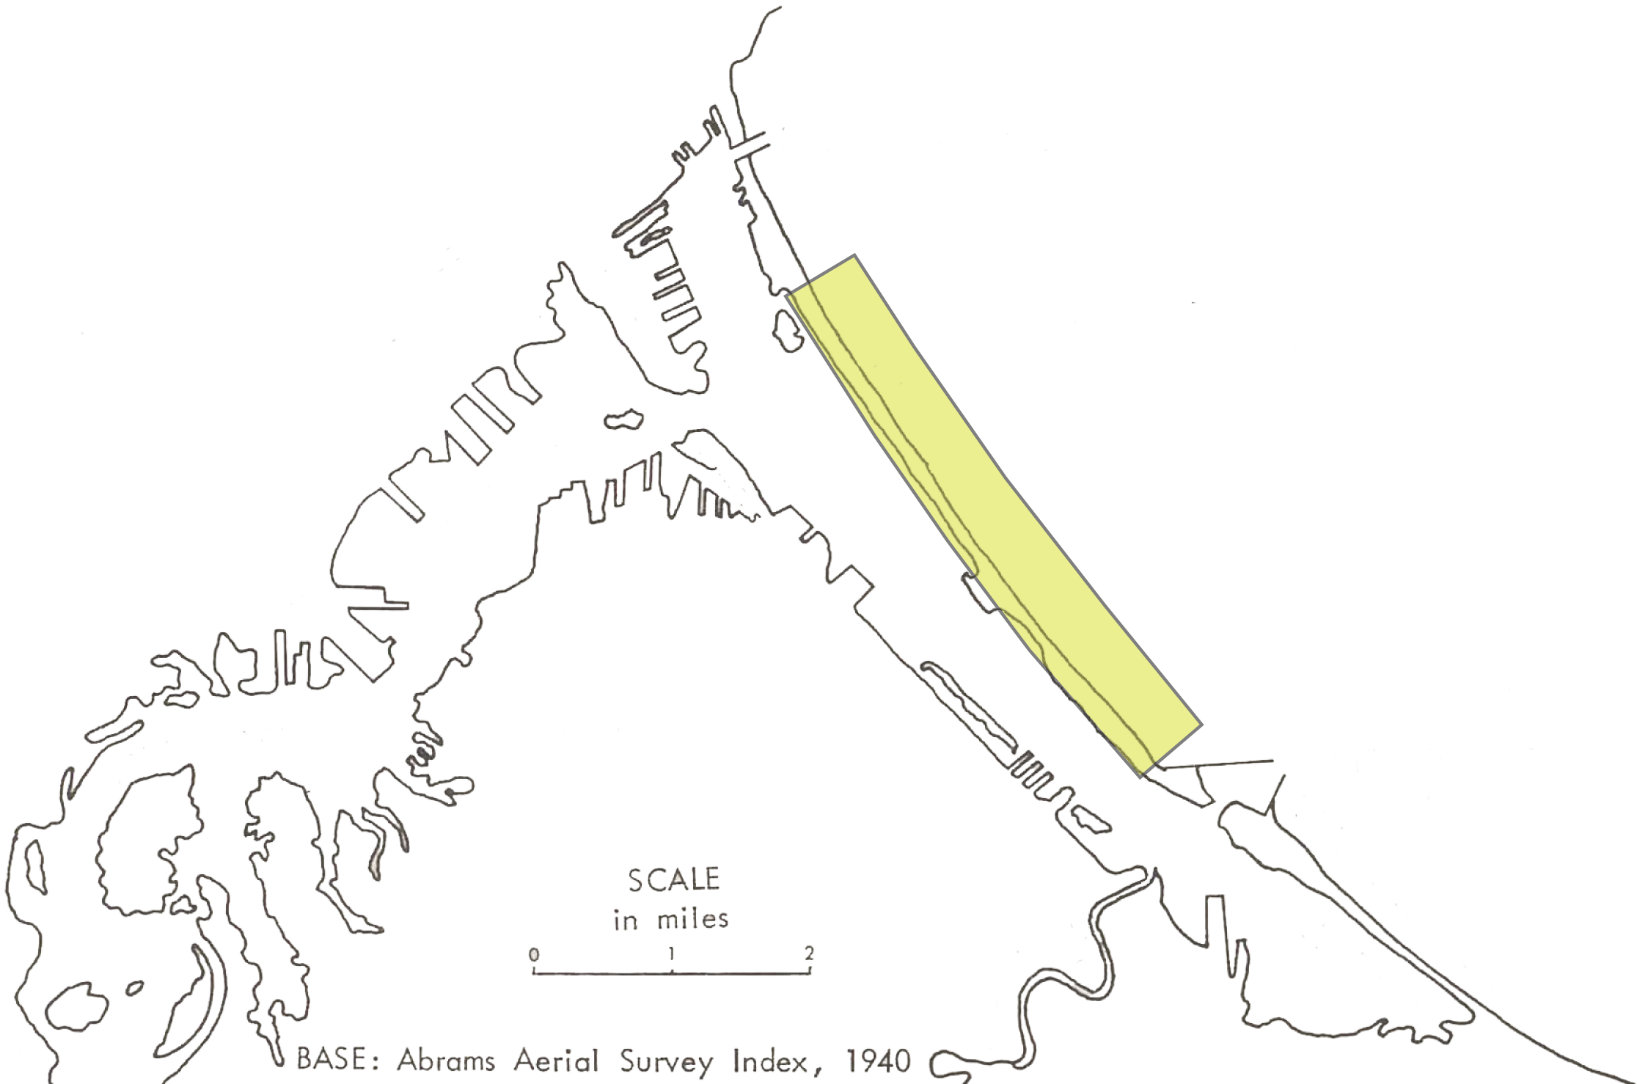 SCALE
in miles
0 1 2
BASE: Abrams Aerial Survey Index, 1940